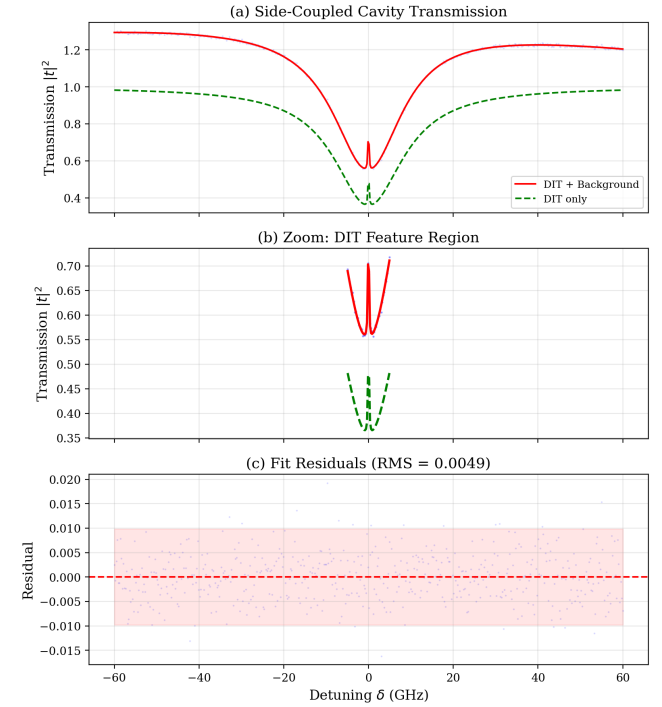 (a) Side-Coupled Cavity Transmission
Transmission |t|²
1.2
1.0
0.8
0.6
0.4
DIT + Background
DIT only
(b) Zoom: DIT Feature Region
Transmission |t|²
0.70
0.65
0.60
0.55
0.50
0.45
0.40
0.35
(c) Fit Residuals (RMS = 0.0049)
Residual
0.020
0.015
0.010
0.005
0.000
−0.005
−0.010
−0.015
−60 −40 −20 0 20 40 60
Detuning δ (GHz)